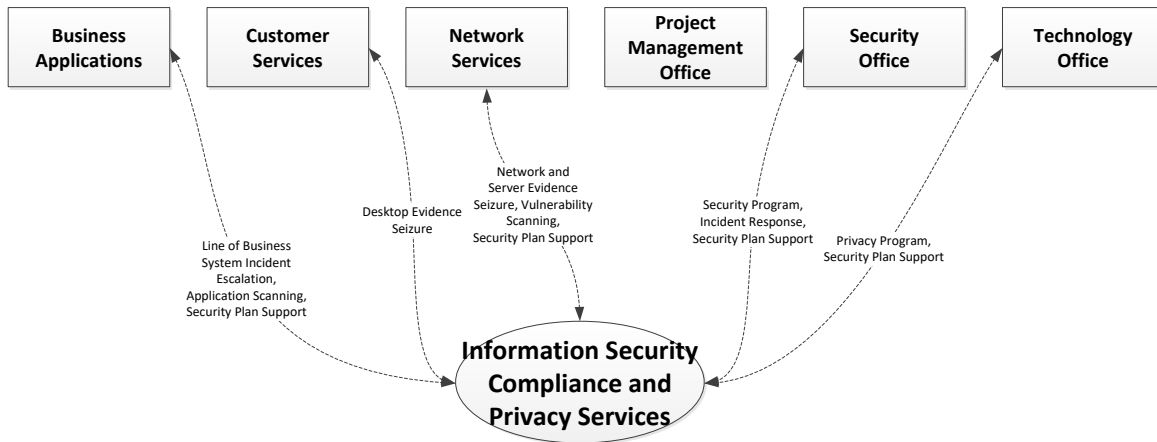 Business
Applications
Customer
Services
Network
Services
Project
Management
Office
Security
Office
Technology
Office
Network and
Server Evidence
Seizure, Vulnerability
Scanning,
Security Plan Support
Desktop Evidence
Seizure
Security Program,
Incident Response,
Security Plan Support
Privacy Program,
Security Plan Support
Line of Business
System Incident
Escalation,
Application Scanning,
Security Plan Support
Information Security
Compliance and
Privacy Services